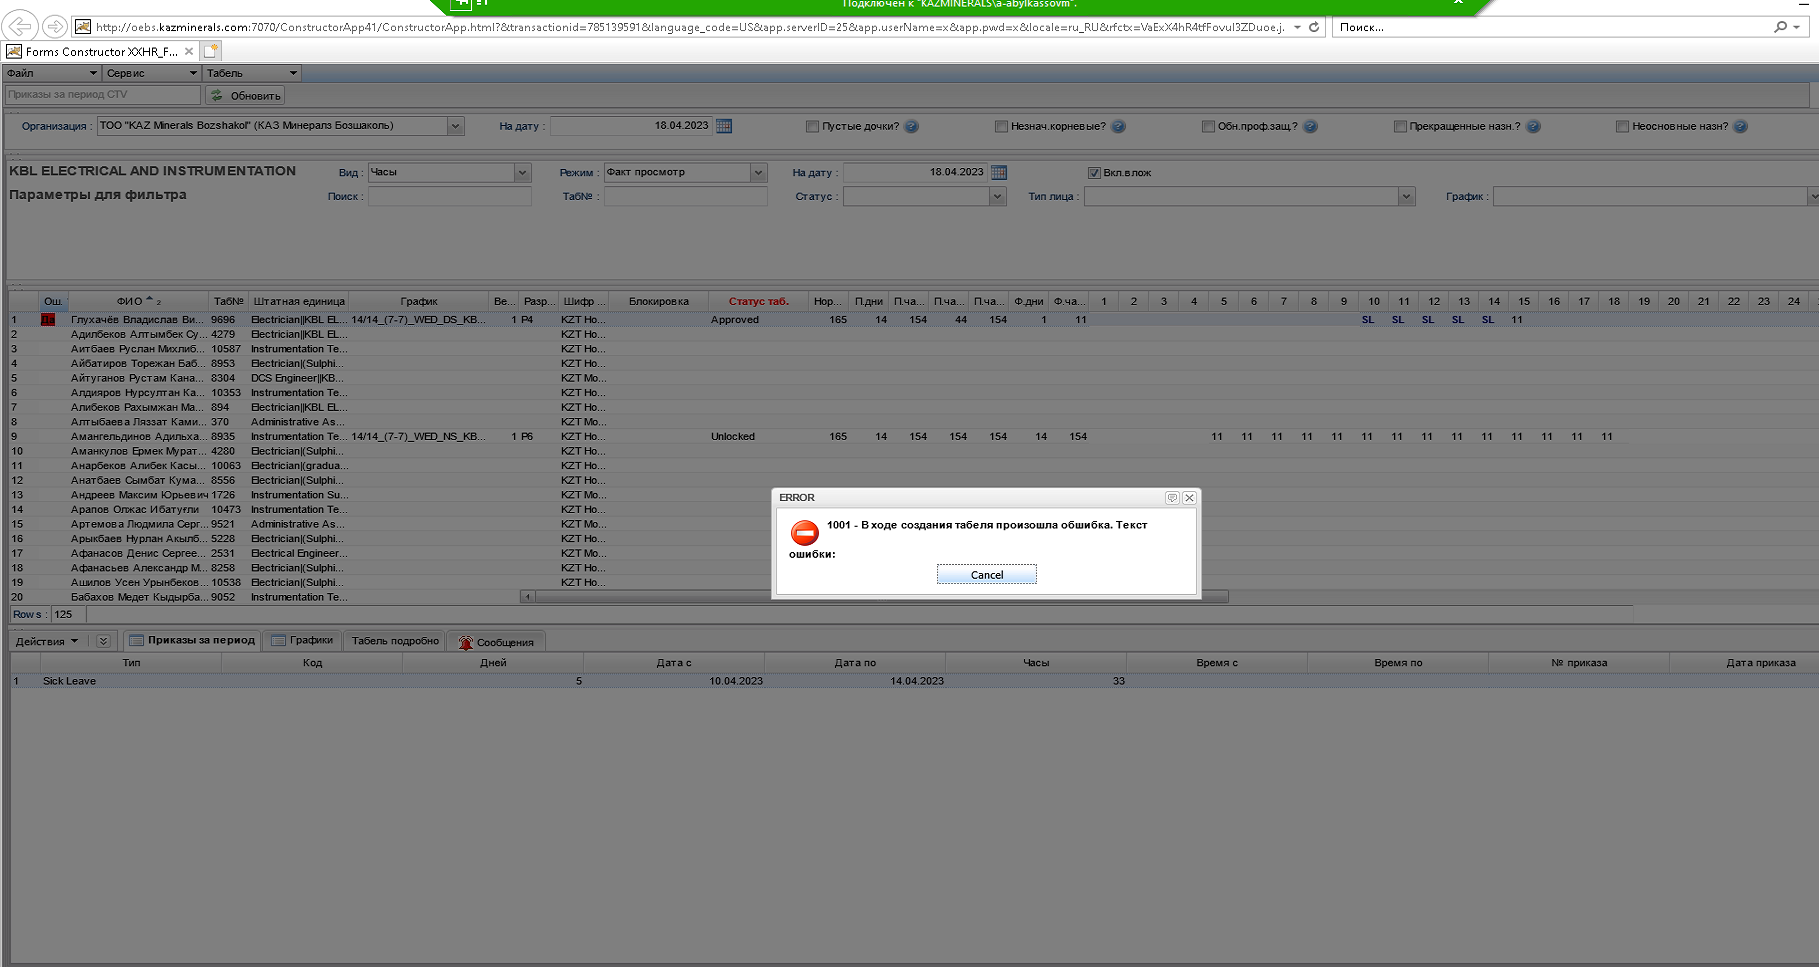 Подключен к "KAZMINERALS\a-abylkassovm".
http://oebs.kazminerals.com:7070/ConstructorApp41/ConstructorApp.html?&transactionid=785139591&language_code=US&app.serverID=25&app.userName=x&app.pwd=x&locale=ru_RU&rfctx=VaExX4hR4tfFovul3ZDuoe.j. Поиск...
Forms Constructor XXHR_F...
Файл Сервис Табель
Приказы за период CTV Обновить
Организация : ТОО "KAZ Minerals Bozshakol" (КАЗ Минералз Бозшаколь) На дату : 18.04.2023 Пустые дочки? Незнач.корневые? Обн.проф.защ.? Прекращенные назн.? Неосновные назн?
KBL ELECTRICAL AND INSTRUMENTATION Вид : Часы Режим : Факт просмотр На дату : 18.04.2023 Вкл.влож
Параметры для фильтра Поиск : Таб№ : Статус : Тип лица : График :
Ош. ФИО 2 Таб№ Штатная единица График Ве... Разр... Шифр ... Блокировка Статус таб. Нор... П.дни П.ча... П.ча... П.ча... Ф.дни Ф.ча... 1 2 3 4 5 6 7 8 9 10 11 12 13 14 15 16 17 18 19 20 21 22 23 24
1 Да Глухачёв Владислав Ви... 9696 Electrician||KBL EL... 14/14_(7-7)_WED_DS_KB... 1 P4 KZT Ho... Approved 165 14 154 44 154 1 11 SL SL SL SL SL 11
2 Адилбеков Алтымбек Су... 4279 Electrician||KBL EL... KZT Ho...
3 Аитбаев Руслан Михлиб... 10587 Instrumentation Te... KZT Ho...
4 Айбатиров Торежан Баб... 8953 Electrician|(Sulphi... KZT Ho...
5 Айтуганов Рустам Кана... 8304 DCS Engineer||KB... KZT Mo...
6 Алдияров Нурсултан Ка... 10353 Instrumentation Te... KZT Ho...
7 Алибеков Рахымжан Ма... 894 Electrician||KBL EL... KZT Ho...
8 Алтыбаева Ляззат Ками... 370 Administrative As... KZT Mo...
9 Амангельдинов Адильха... 8935 Instrumentation Te... 14/14_(7-7)_WED_NS_KB... 1 P6 KZT Ho... Unlocked 165 14 154 154 154 14 154 11 11 11 11 11 11 11 11 11 11 11 11 11 11
10 Аманкулов Ермек Мурат... 4280 Electrician|(Sulphi... KZT Ho...
11 Анарбеков Алибек Касы... 10063 Electrician|(gradua... KZT Ho...
12 Анатбаев Сымбат Кума... 8556 Electrician|(Sulphi... KZT Ho...
13 Андреев Максим Юрьевич 1726 Instrumentation Su... KZT Mo...
14 Арапов Олжас Ибатуғли 10473 Instrumentation Te... KZT Ho...
15 Артемова Людмила Серг... 9521 Administrative As... KZT Mo...
16 Арыкбаев Нурлан Акылб... 5228 Electrician|(Sulphi... KZT Ho...
17 Афанасов Денис Сергее... 2531 Electrical Engineer... KZT Mo...
18 Афанасьев Александр М... 8258 Electrician|(Sulphi... KZT Ho...
19 Ашилов Усен Урынбеков... 10538 Electrician|(Sulphi... KZT Ho...
20 Бабахов Медет Кыдырба... 9052 Instrumentation Te... KZT Ho...
ERROR
1001 - В ходе создания табеля произошла обшибка. Текст
ошибки:
Cancel
Rows : 125
Действия Приказы за период Графики Табель подробно Сообщения
Тип Код Дней Дата с Дата по Часы Время с Время по № приказа Дата приказа
1 Sick Leave 5 10.04.2023 14.04.2023 33